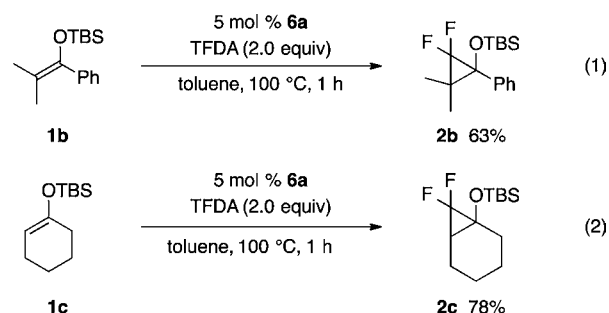 OTBS
Ph
1b
5 mol % 6a
TFDA (2.0 equiv)
toluene, 100 °C, 1 h
F F OTBS
Ph
2b 63%
(1)
OTBS
1c
5 mol % 6a
TFDA (2.0 equiv)
toluene, 100 °C, 1 h
F F OTBS
2c 78%
(2)